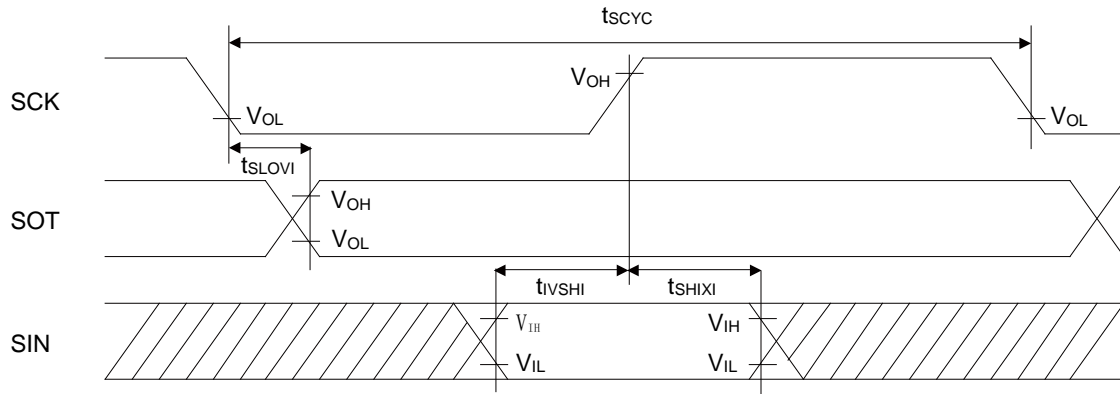 tSCYC
SCK
VOH
VOL
VOL
tSLOVI
SOT
VOH
VOL
tIVSHI
tSHIXI
SIN
VIH
VIH
VIL
VIL